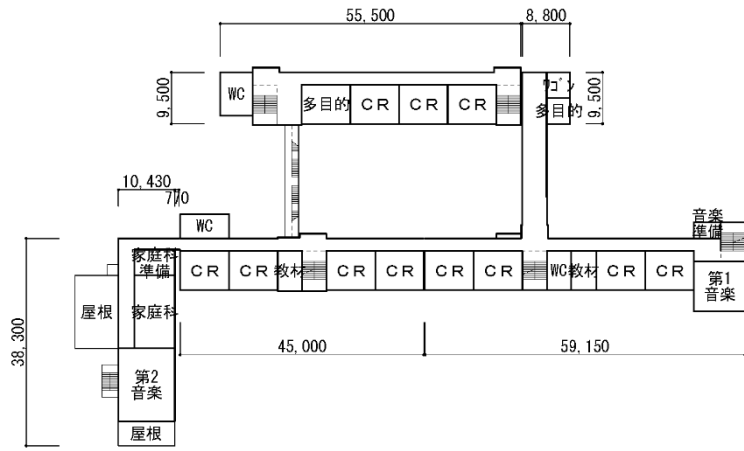 55,500
8,800
9,500
WC
多目的
CR
CR
CR
ワゴン
多目的
9,500
10,430
770
WC
音楽
準備
家庭科
準備
CR
CR
教材
CR
CR
CR
CR
WC
教材
CR
CR
第1
音楽
屋根
家庭科
38,300
45,000
59,150
第2
音楽
屋根